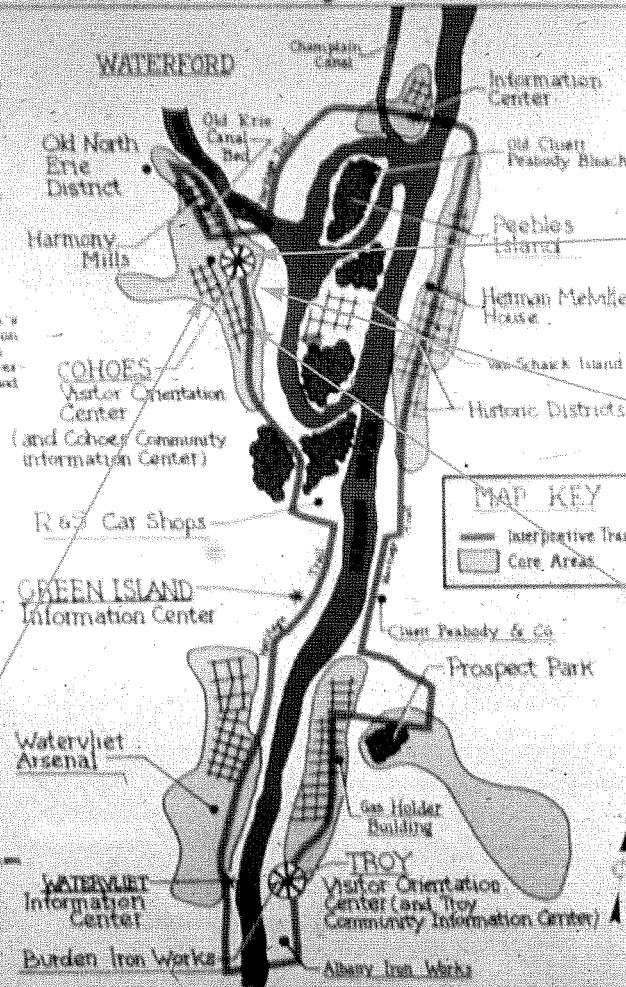 Champlain
Canal
WATERFORD
Information
Center
Old Erie
Canal
Bed
Old North
Erie
District
Old Cluett
Peabody Bleach
Harmony
Mills
Peebles
Island
Herman Melville
House
Van Schaick Island
COHOES
Visitor Orientation
Center
(and Cohoes Community
Information Center)
Historic Districts
MAP KEY
Interpretive Trai
Core Areas
R & S Car Shops
Trail
GREEN ISLAND
Information Center
Cluett Peabody & Co
Prospect Park
Watervliet
Arsenal
Gas Holder
Building
WATERVLIET
Information
Center
TROY
Visitor Orientation
Center (and Troy
Community Information Center)
Burden Iron Works
Albany Iron Works